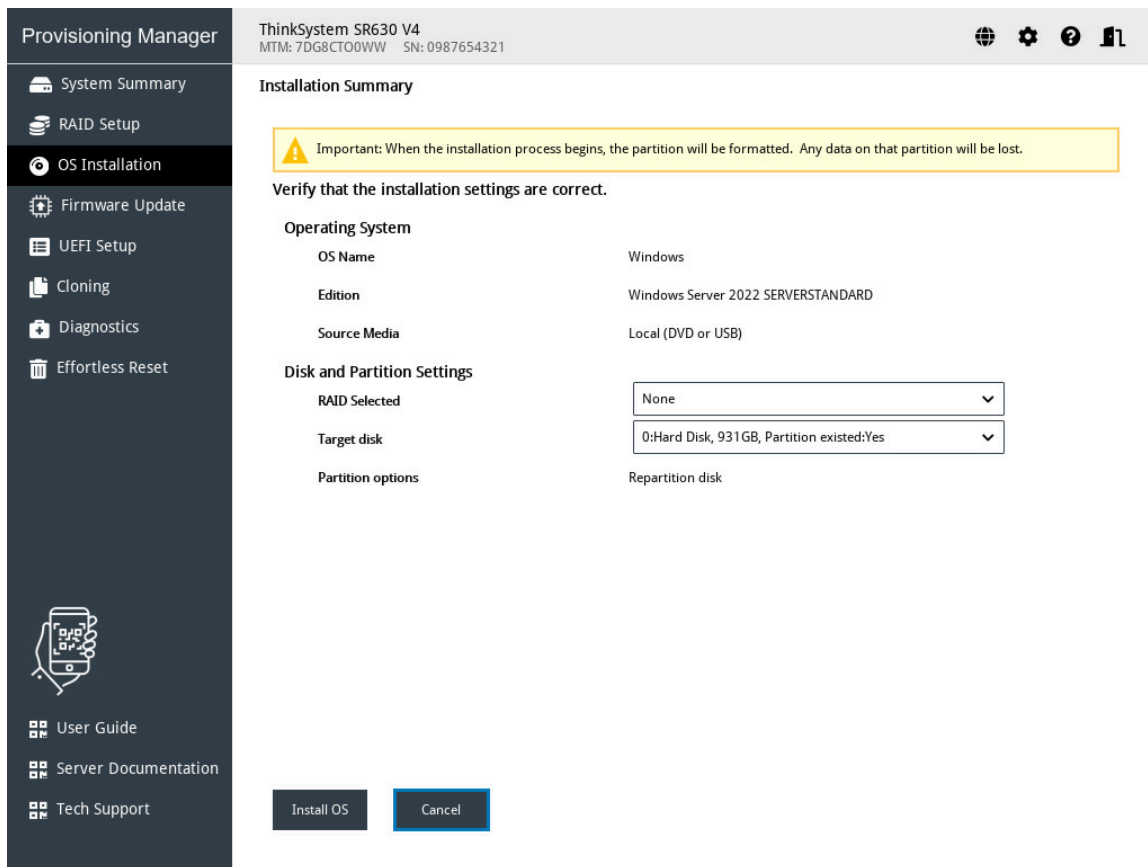 Provisioning Manager
ThinkSystem SR630 V4
MTM: 7DG8CTO0WW SN: 0987654321
System Summary
RAID Setup
OS Installation
Firmware Update
UEFI Setup
Cloning
Diagnostics
Effortless Reset
User Guide
Server Documentation
Tech Support
Installation Summary
Important: When the installation process begins, the partition will be formatted. Any data on that partition will be lost.
Verify that the installation settings are correct.
Operating System
OS Name Windows
Edition Windows Server 2022 SERVERSTANDARD
Source Media Local (DVD or USB)
Disk and Partition Settings
RAID Selected None
Target disk 0:Hard Disk, 931GB, Partition existed:Yes
Partition options Repartition disk
Install OS Cancel